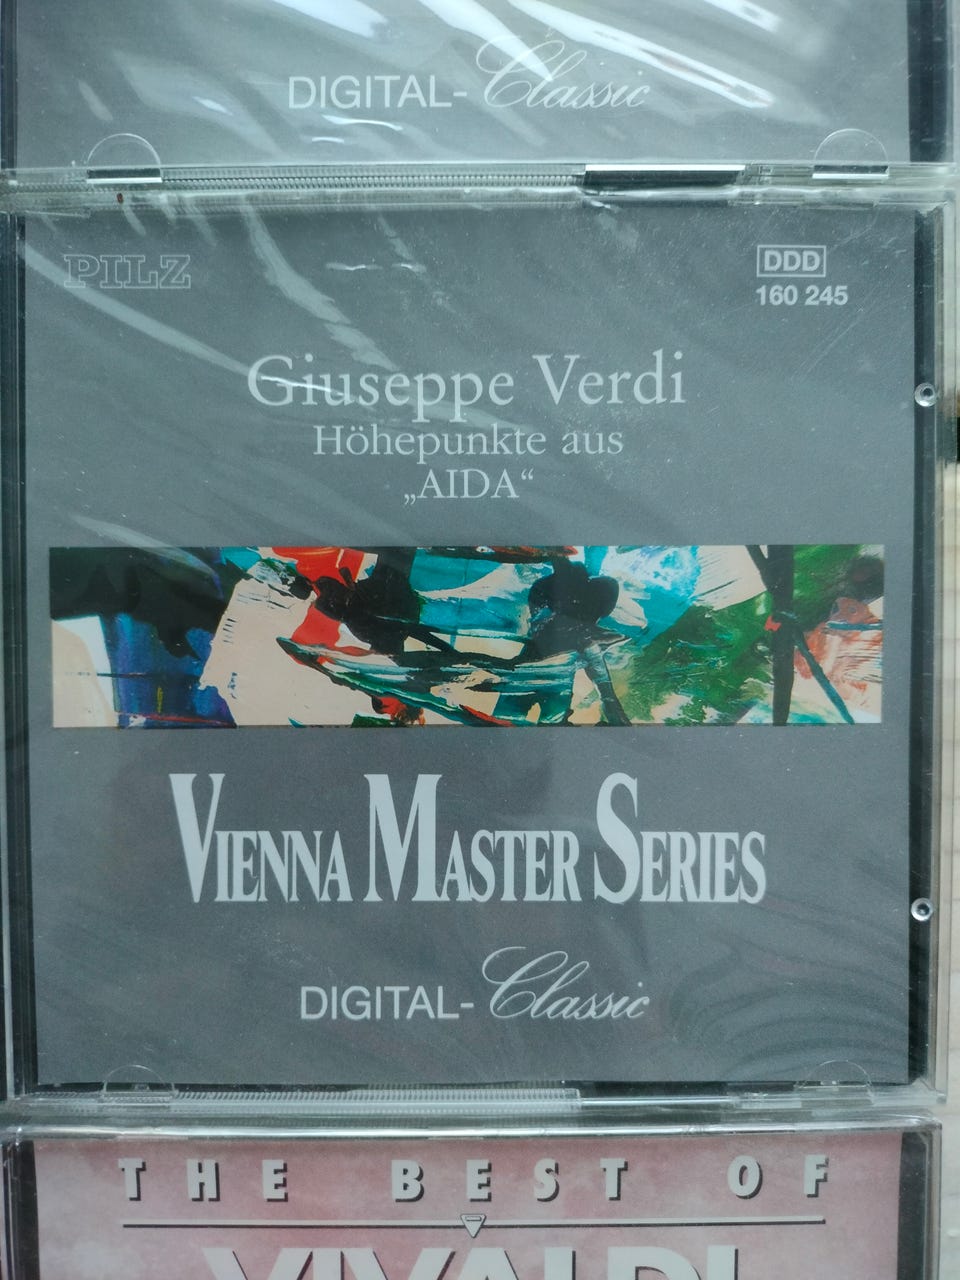 DIGITAL-Classic
PILZ
DDD
160 245
Giuseppe Verdi
Höhepunkte aus
„AIDA“
VIENNA MASTER SERIES
DIGITAL-Classic
THE BEST OF
VIVALDI